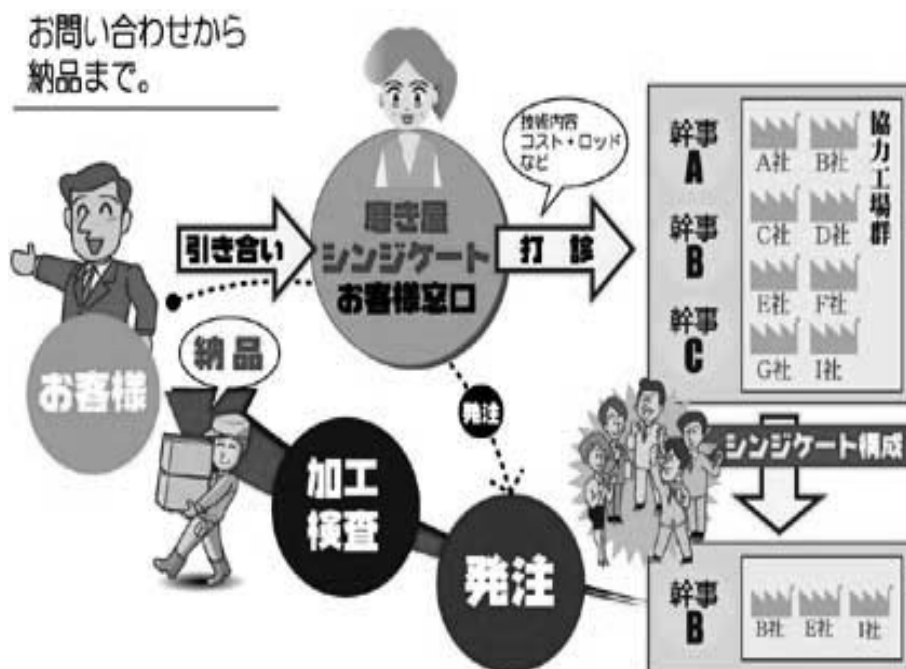 お問い合わせから
納品まで。
お客様
引き合い
磨き屋
シンジケート
お客様窓口
技術内容
コスト・ロッド
など
打 診
幹事
A
幹事
B
幹事
C
協力工場群
A社 B社
C社 D社
E社 F社
G社 I社
シンジケート構成
幹事
B
B社 E社 I社
発注
発注
加工
検査
納品